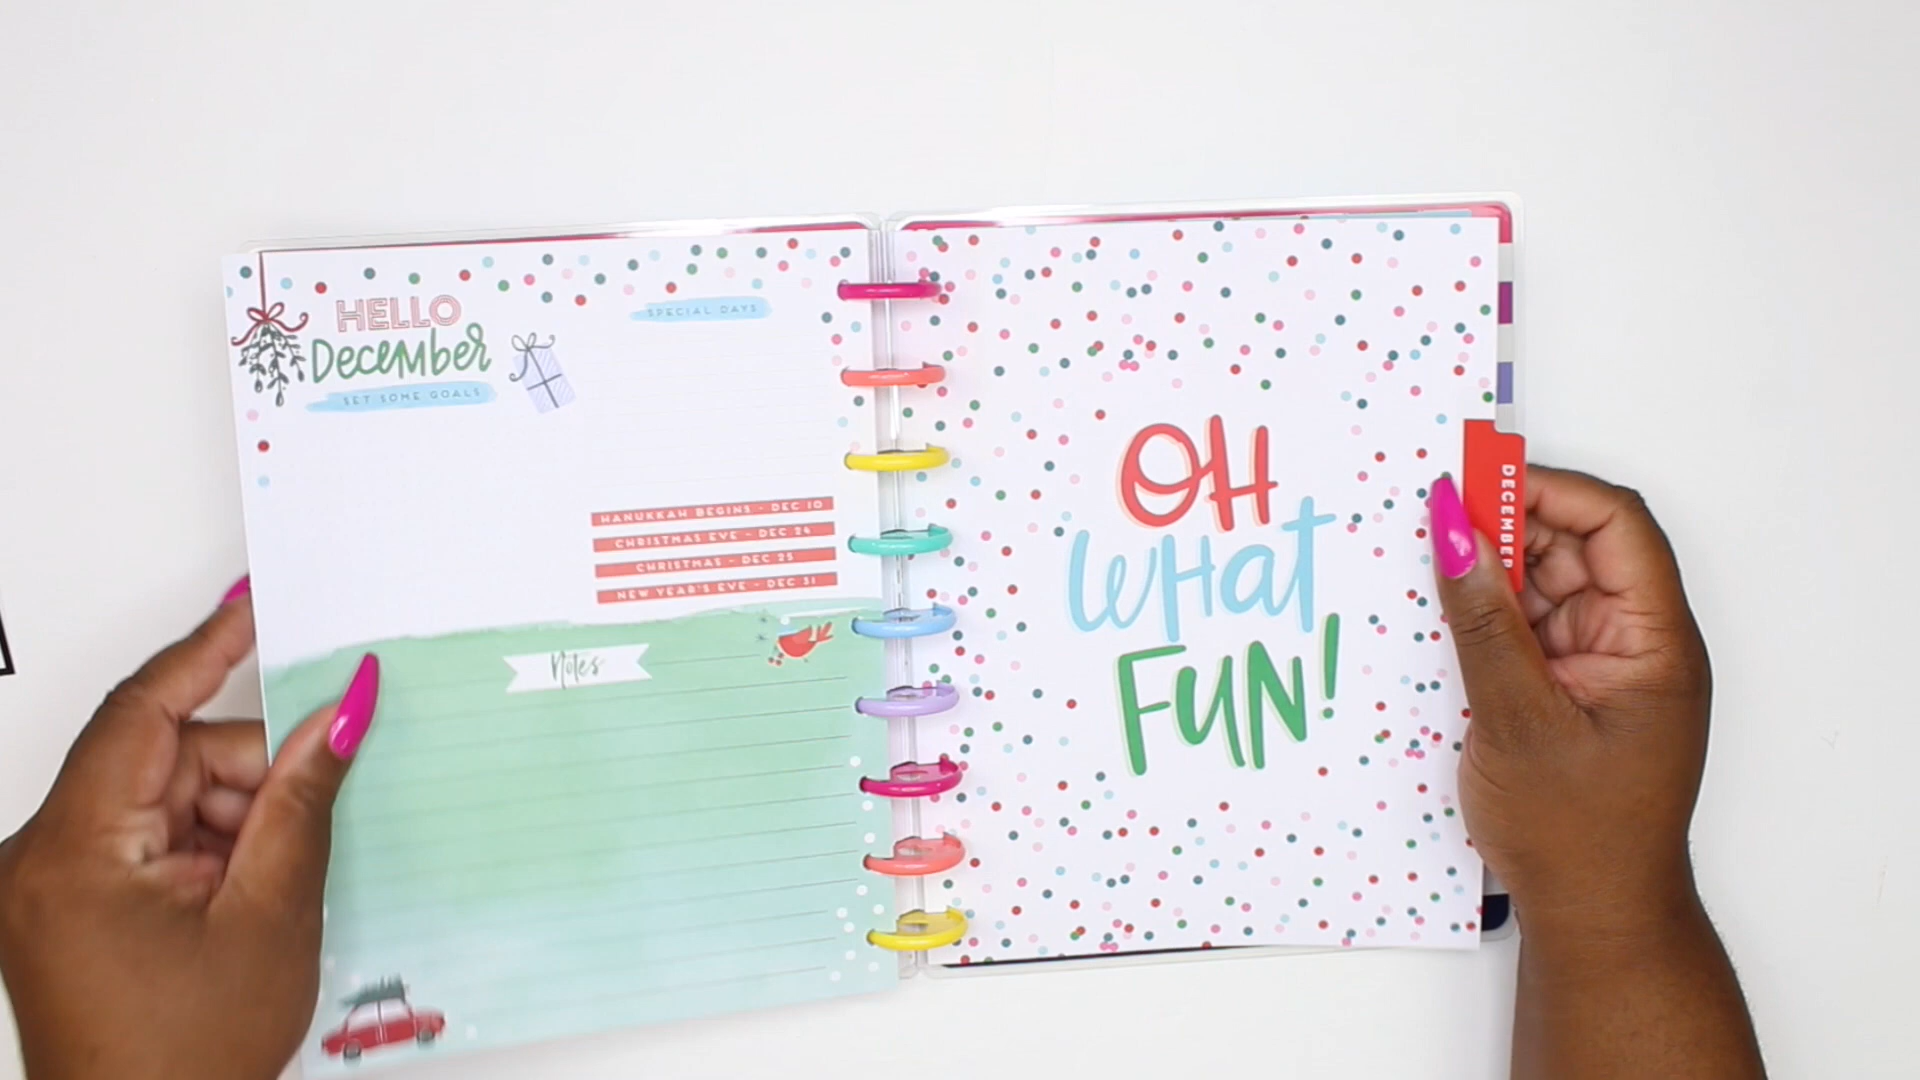 HELLO
December
SET SOME GOALS
SPECIAL DAYS
HANUKKAH BEGINS - DEC 10
CHRISTMAS EVE - DEC 24
CHRISTMAS - DEC 25
NEW YEAR'S EVE - DEC 31
Notes
OH
WHat
FUN!
DECEMBER